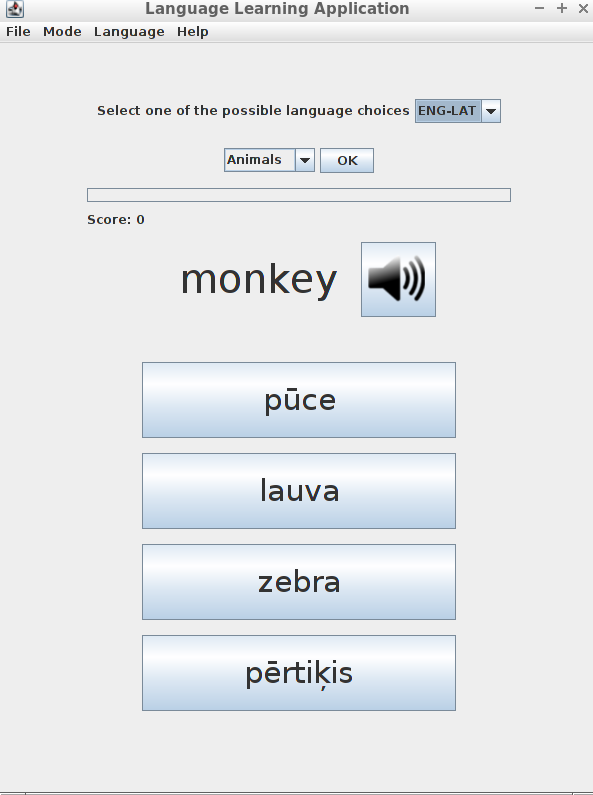 Language Learning Application
File Mode Language Help
Select one of the possible language choices ENG-LAT
Animals OK
Score: 0
monkey
pūce
lauva
zebra
pērtiķis